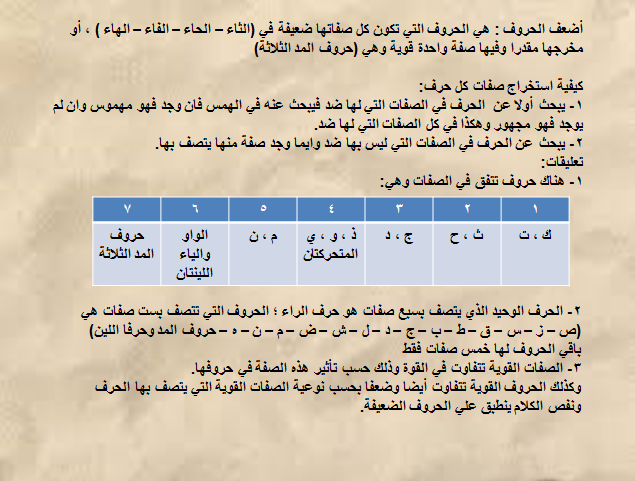 أضعف الحروف : هي الحروف التي تكون كل صفاتها ضعيفة في (الثاء – الحاء – الفاء – الهاء ) ، أو
مخرجها مقدرا وفيها صفة واحدة قوية وهي (حروف المد الثلاثة)
كيفية استخراج صفات كل حرف:
١- يبحث أولا عن الحرف في الصفات التي لها ضد فيبحث عنه في الهمس فان وجد فهو مهموس وان لم
يوجد فهو مجهور وهكذا في كل الصفات التي لها ضد.
٢- يبحث عن الحرف في الصفات التي ليس بها ضد وايما وجد صفة منها يتصف بها.
تعليقات:
١- هناك حروف تتفق في الصفات وهي:
١ ٢ ٣ ٤ ٥ ٦ ٧
ك ، ت ث ، ح ج ، د ذ ، و ، ي م ، ن الواو حروف
المتحركتان والياء المد الثلاثة
اللينتان
٢- الحرف الوحيد الذي يتصف بسبع صفات هو حرف الراء ؛ الحروف التي تتصف بست صفات هي
(ص – ز – س – ق – ط – ب – ج – د – ل – ش – ض – م – ن – ه – حروف المد وحرفا اللين)
باقي الحروف لها خمس صفات فقط
٣- الصفات القوية تتفاوت في القوة وذلك حسب تأثير هذه الصفة في حروفها.
وكذلك الحروف القوية تتفاوت أيضا وضعفا بحسب نوعية الصفات القوية التي يتصف بها الحرف
ونفص الكلام ينطبق علي الحروف الضعيفة.